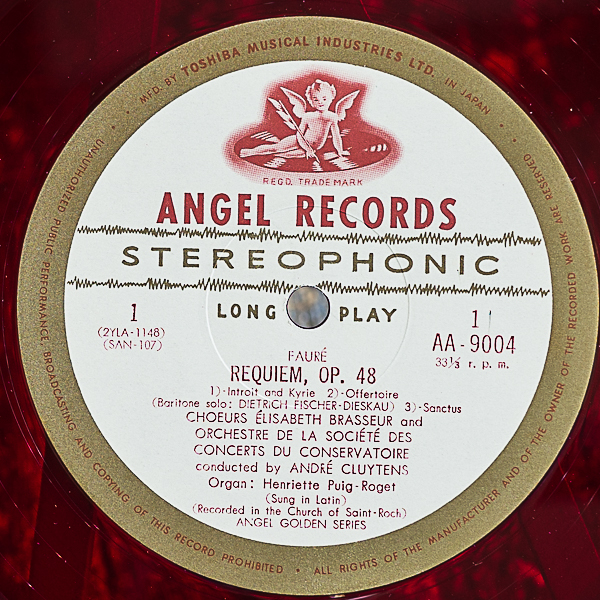 MFD. BY TOSHIBA MUSICAL INDUSTRIES LTD. IN JAPAN
REGD. TRADE MARK
ANGEL RECORDS
STEREOPHONIC
LONG PLAY
1
(2YLA-1148)
(SAN-107)
1
AA-9004
33⅓ r. p. m.
FAURÉ
REQUIEM, OP. 48
1)-Introit and Kyrie 2)-Offertoire
(Baritone solo: DIETRICH FISCHER-DIESKAU) 3)-Sanctus
CHOEURS ÉLISABETH BRASSEUR and
ORCHESTRE DE LA SOCIÉTÉ DES
CONCERTS DU CONSERVATOIRE
conducted by ANDRÉ CLUYTENS
Organ: Henriette Puig-Roget
(Sung in Latin)
(Recorded in the Church of Saint-Roch)
ANGEL GOLDEN SERIES
UNAUTHORIZED PUBLIC PERFORMANCE, BROADCASTING AND COPYING OF THIS RECORD PROHIBITED • ALL RIGHTS OF THE MANUFACTURER AND OF THE OWNER OF THE RECORDED WORK ARE RESERVED